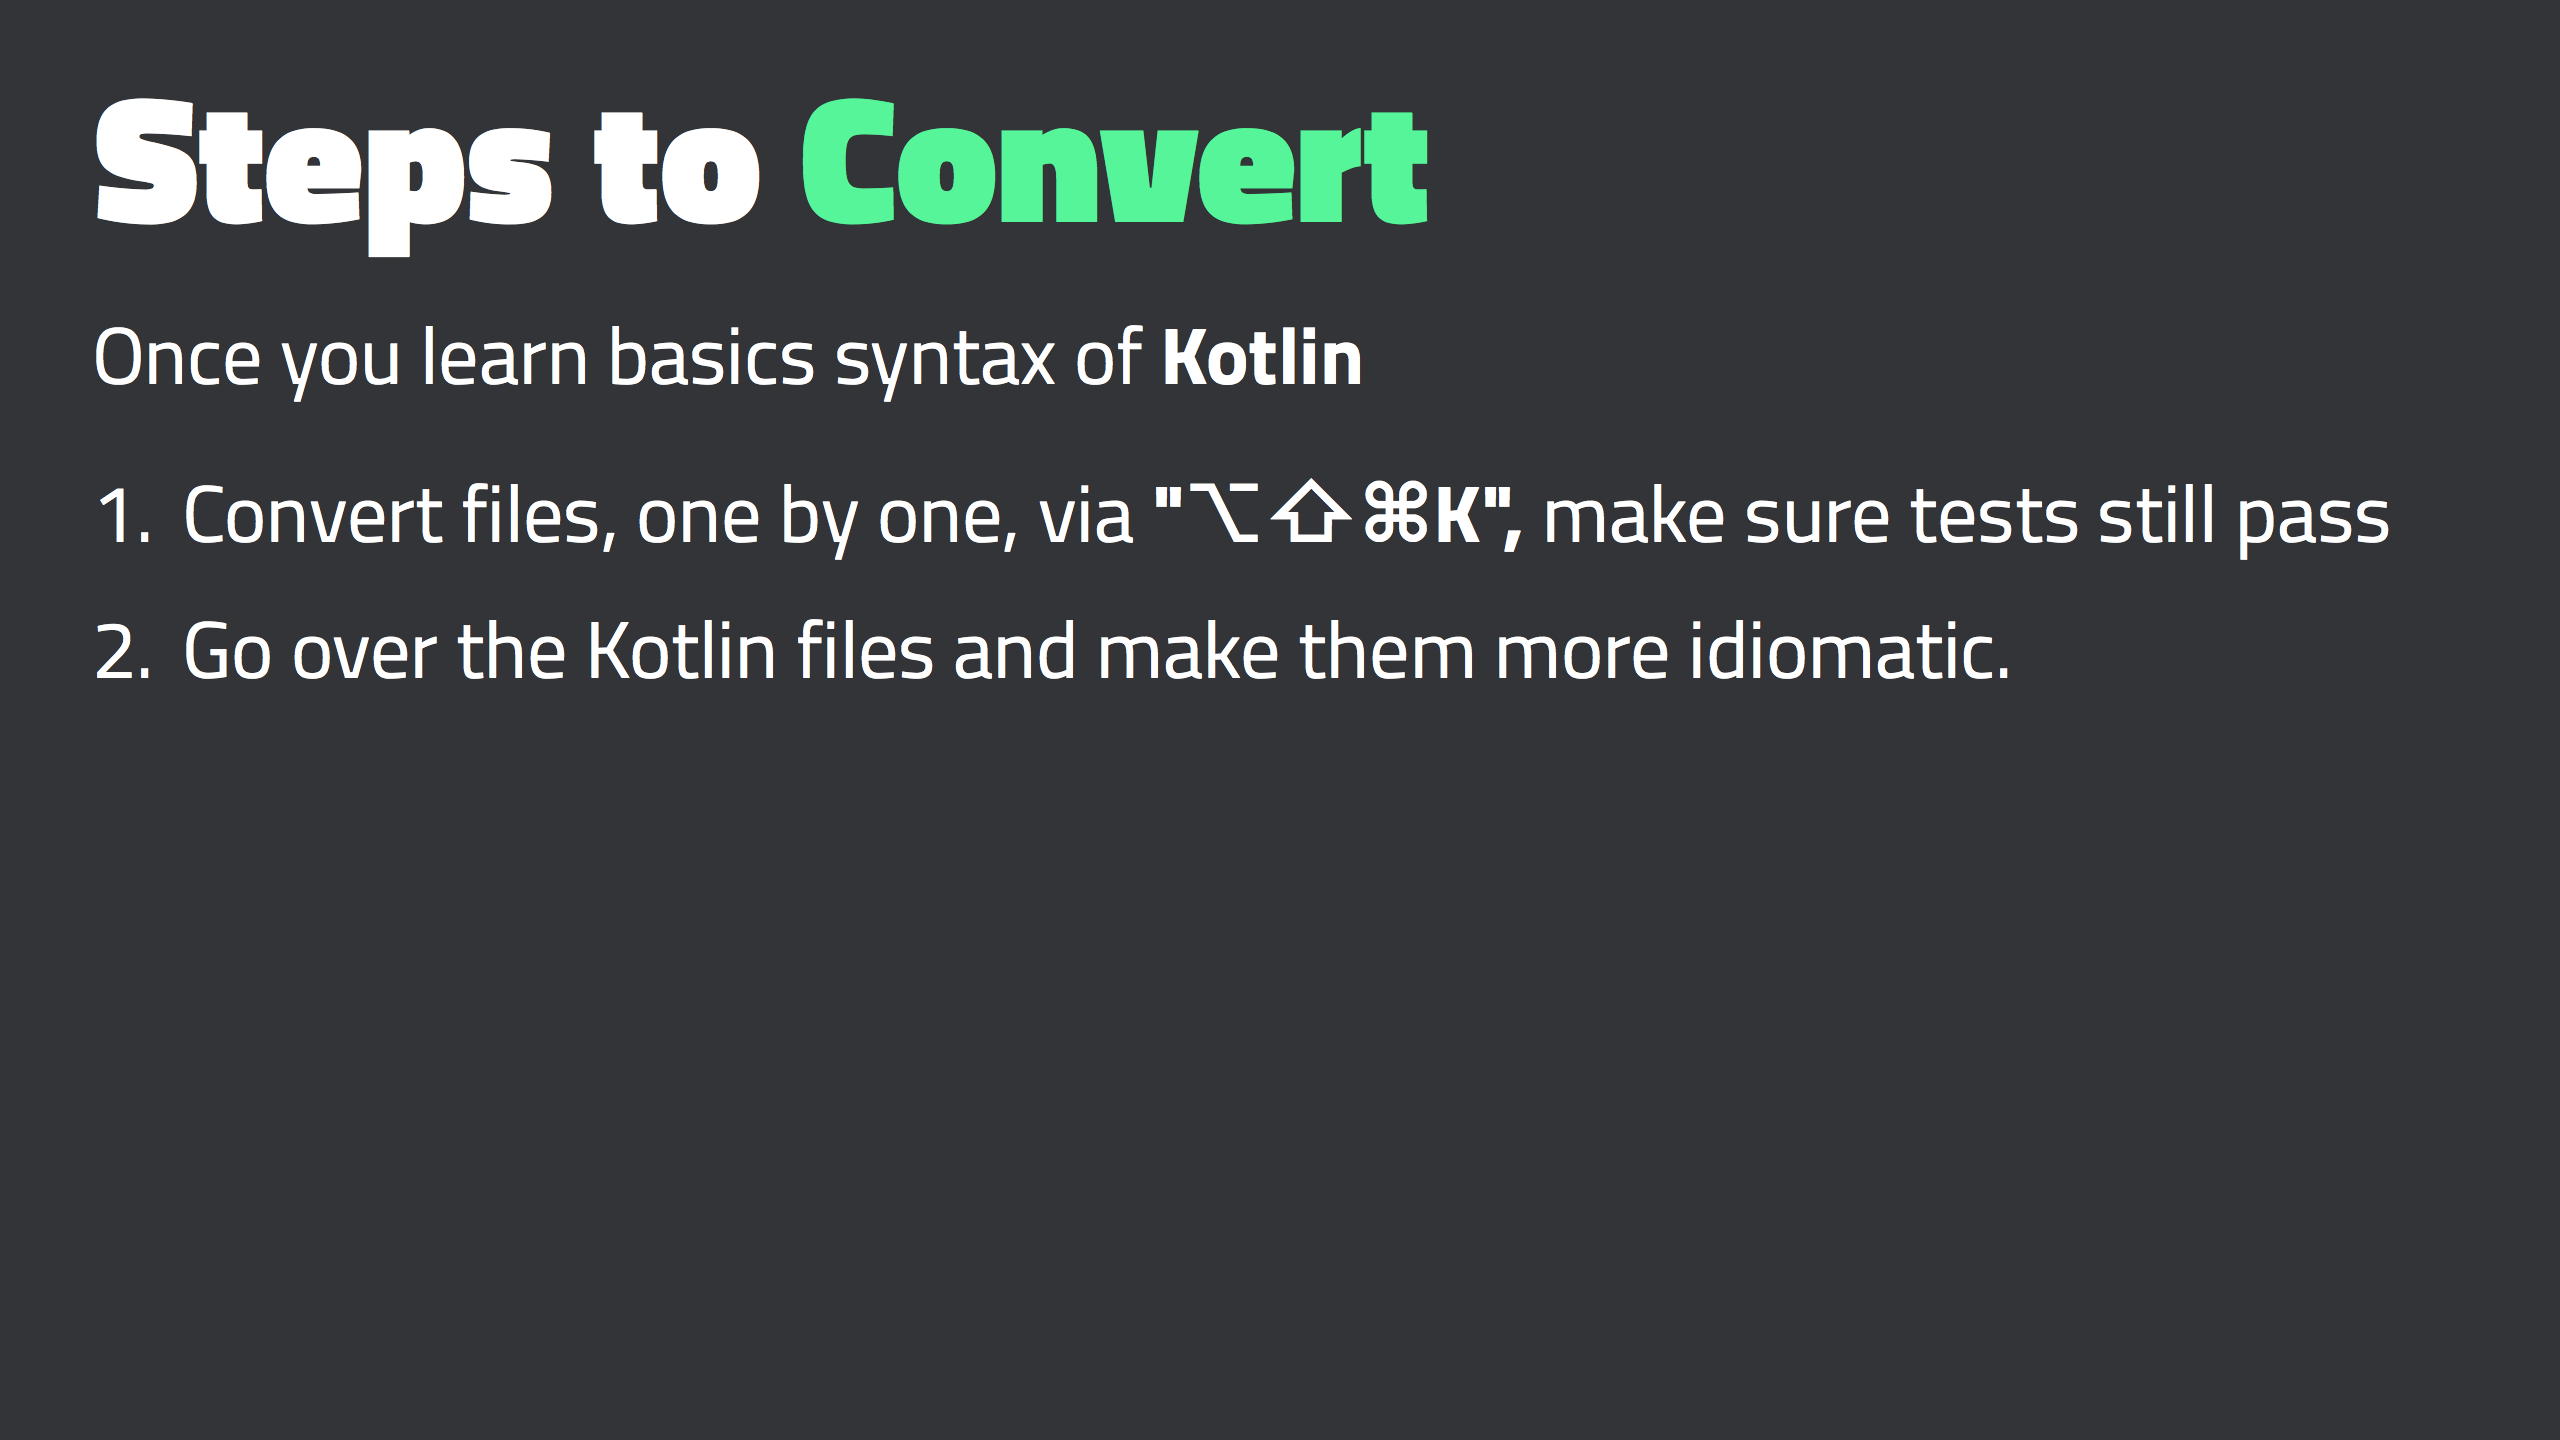 Steps to Convert
Once you learn basics syntax of Kotlin
1. Convert files, one by one, via "⌥⇧⌘K", make sure tests still pass
2. Go over the Kotlin files and make them more idiomatic.